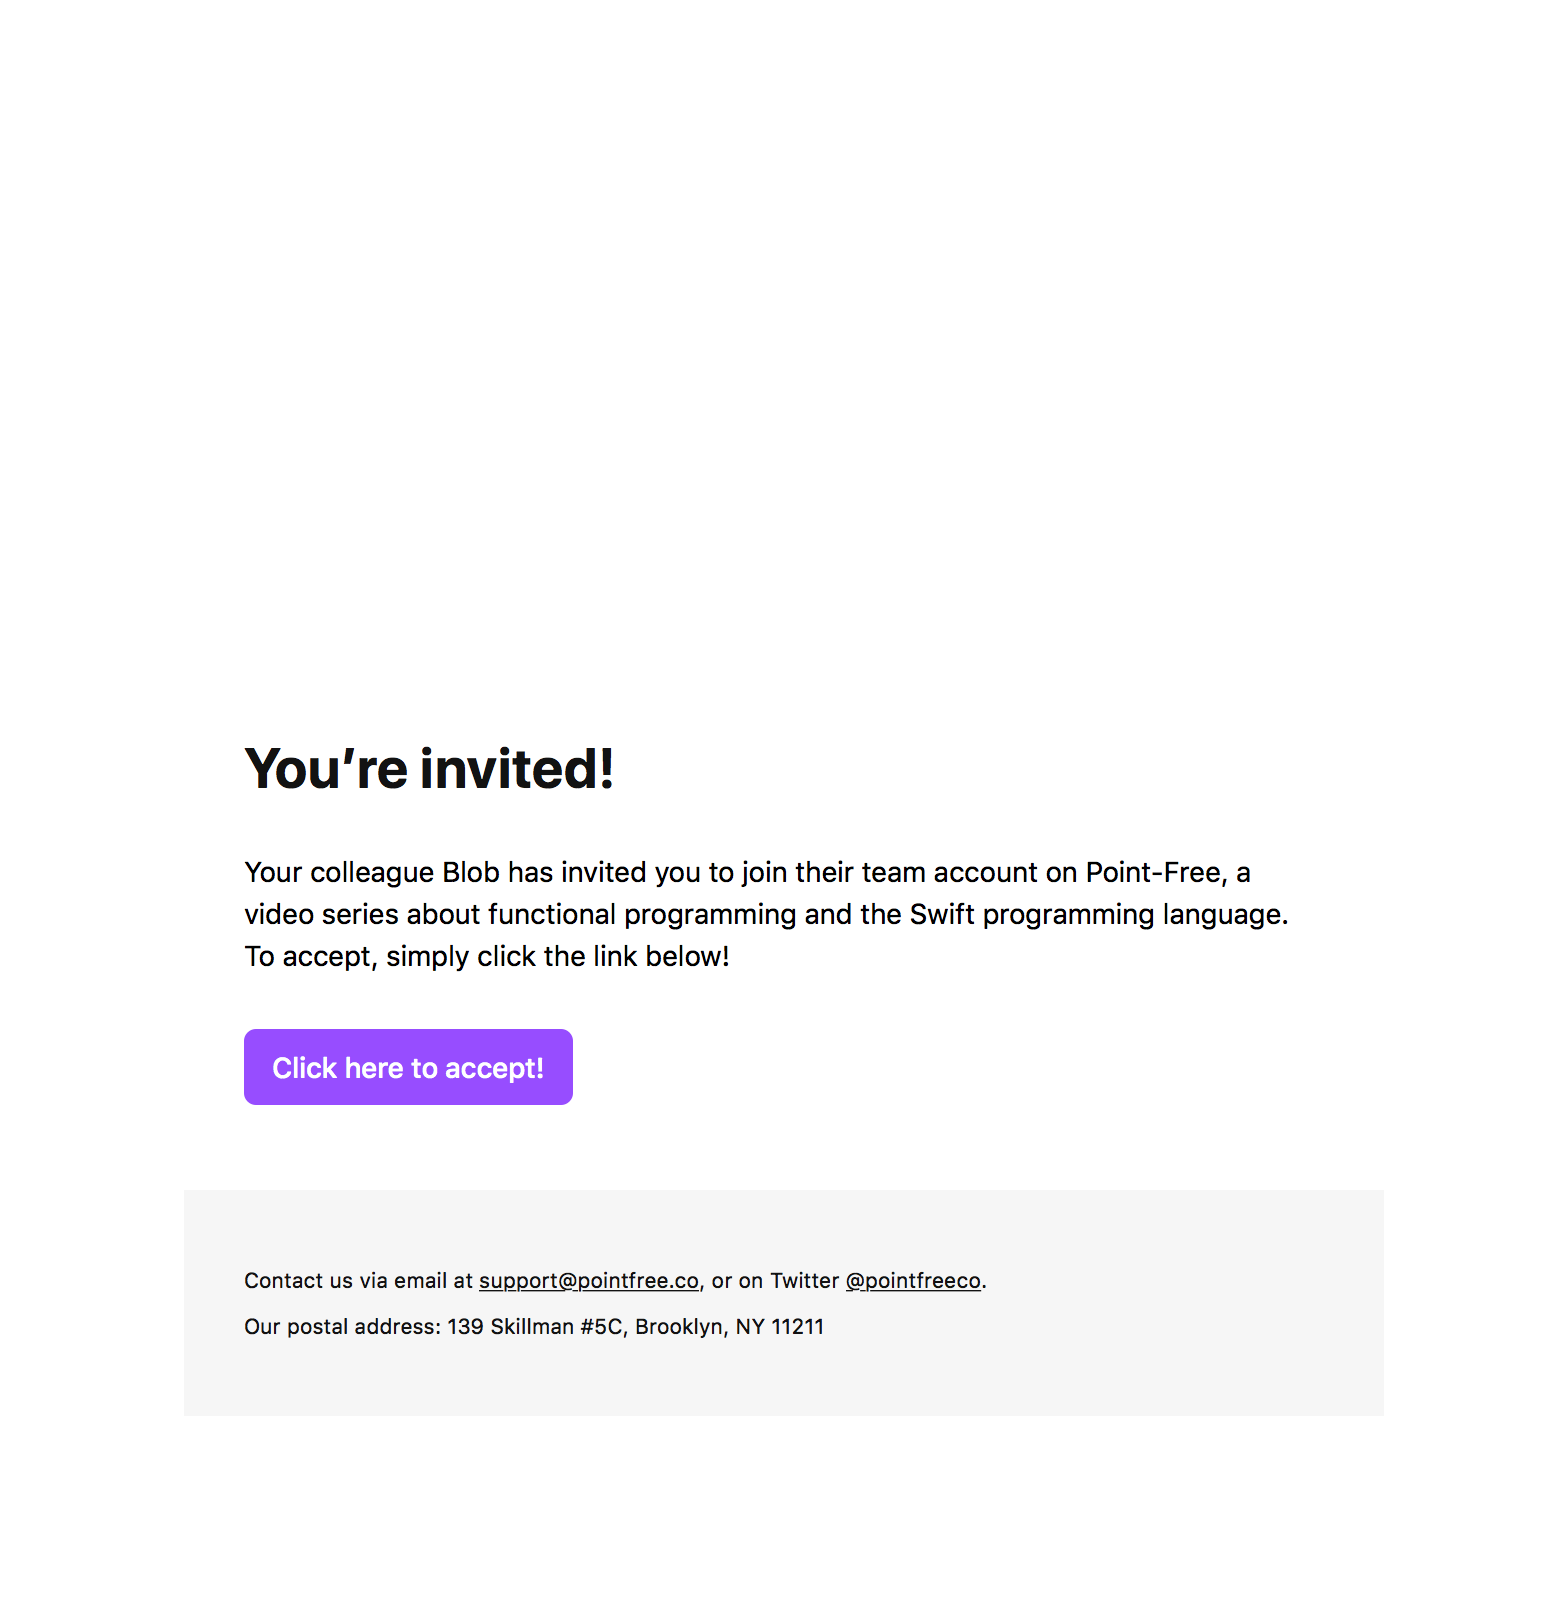 You’re invited!
Your colleague Blob has invited you to join their team account on Point-Free, a
video series about functional programming and the Swift programming language.
To accept, simply click the link below!
Click here to accept!
Contact us via email at support@pointfree.co, or on Twitter @pointfreeco.
Our postal address: 139 Skillman #5C, Brooklyn, NY 11211